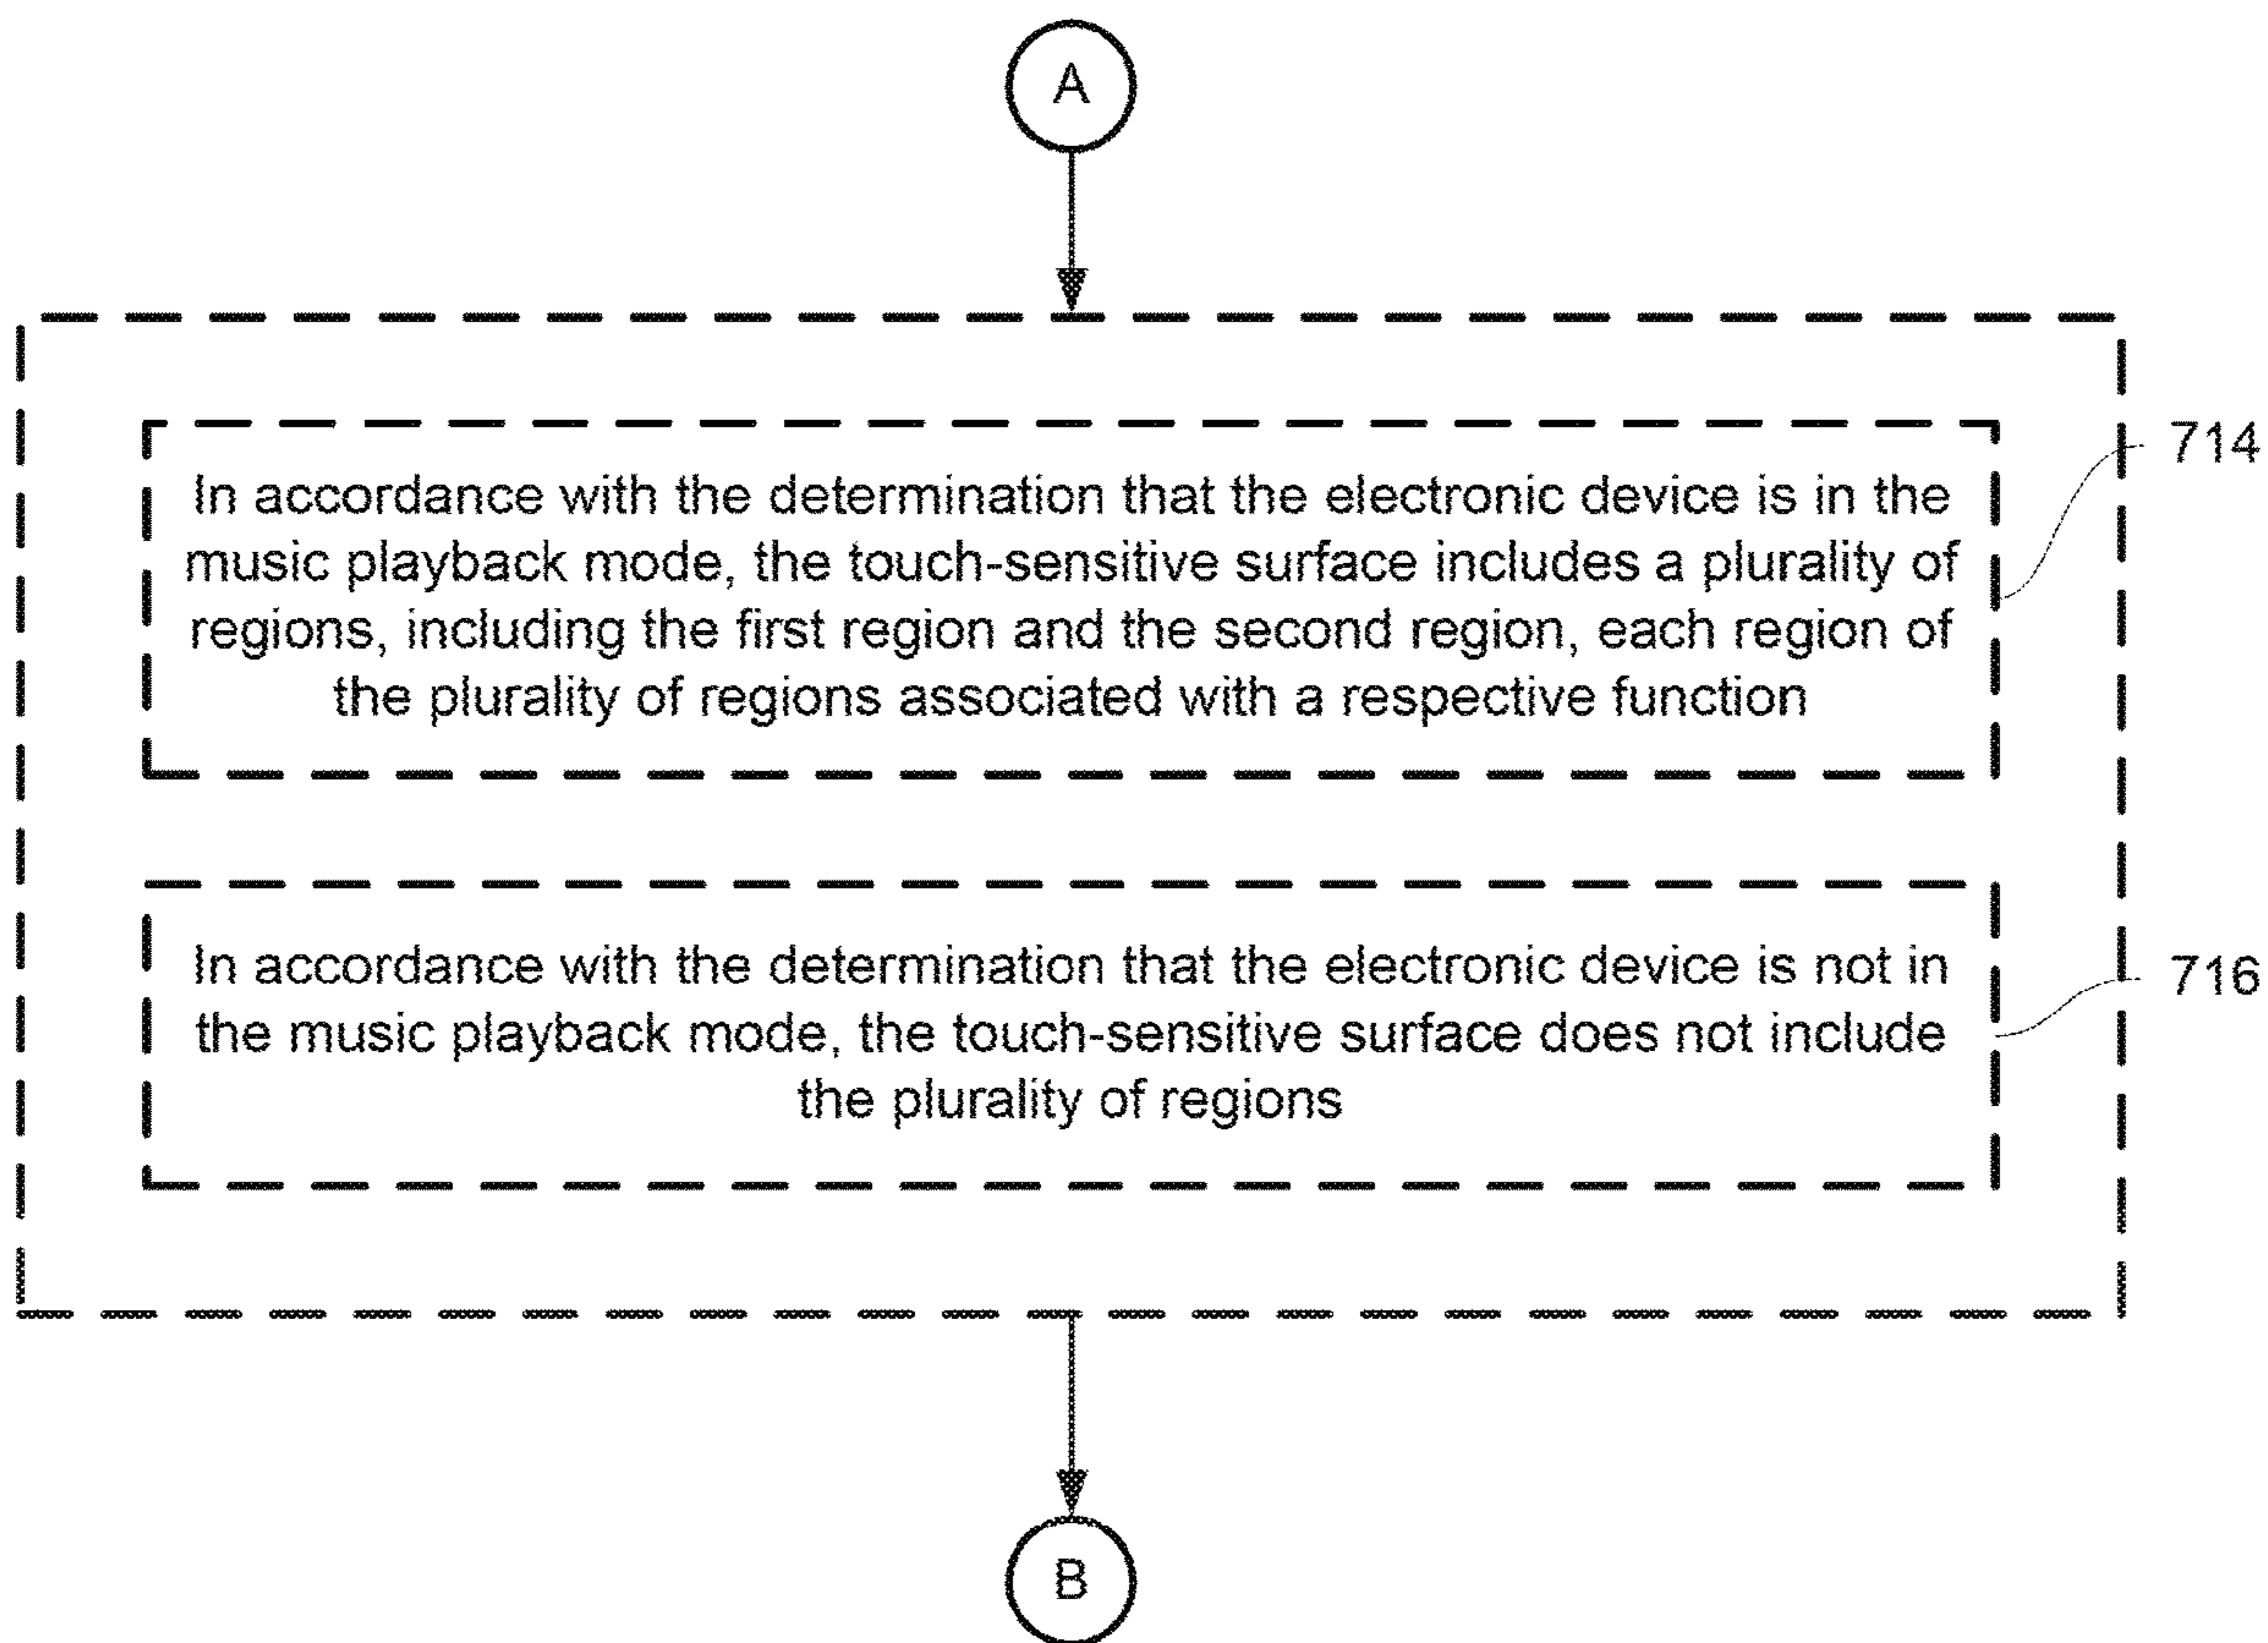 A
In accordance with the determination that the electronic device is in the
music playback mode, the touch-sensitive surface includes a plurality of
regions, including the first region and the second region, each region of
the plurality of regions associated with a respective function
714
In accordance with the determination that the electronic device is not in
the music playback mode, the touch-sensitive surface does not include
the plurality of regions
716
B